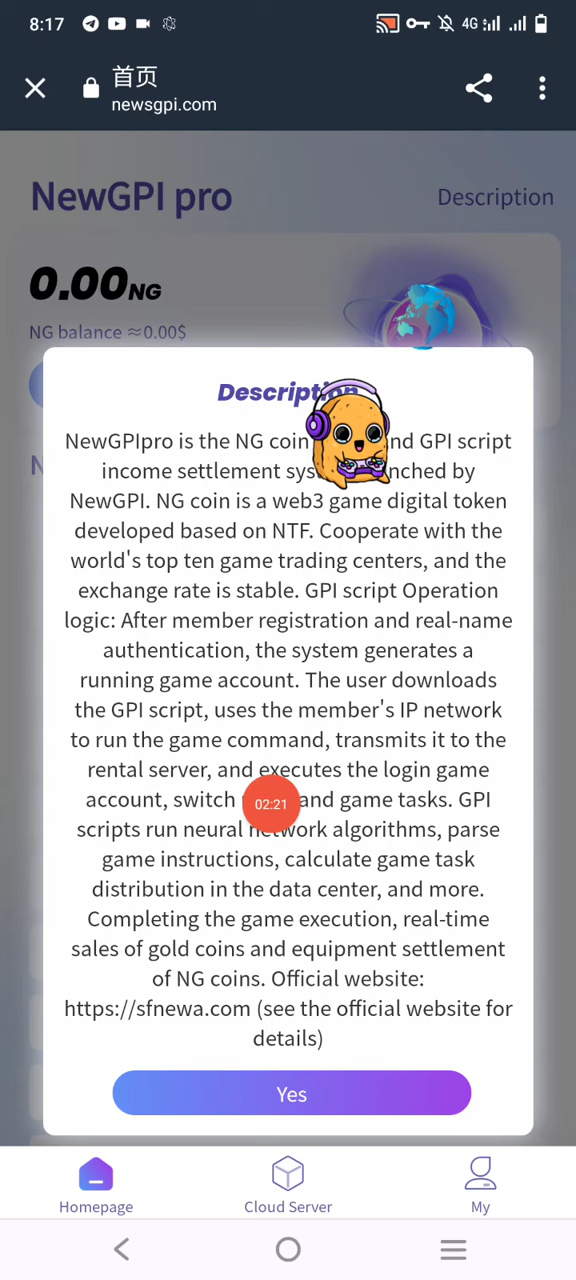 8:17
4G
首页
newsgpi.com
NewGPI pro
Description
0.00NG
NG balance ≈0.00$
Description
NewGPIpro is the NG coin nd GPI script
income settlement sys nched by
NewGPI. NG coin is a web3 game digital token
developed based on NTF. Cooperate with the
world's top ten game trading centers, and the
exchange rate is stable. GPI script Operation
logic: After member registration and real-name
authentication, the system generates a
running game account. The user downloads
the GPI script, uses the member's IP network
to run the game command, transmits it to the
rental server, and executes the login game
account, switch and game tasks. GPI
02:21
scripts run neural network algorithms, parse
game instructions, calculate game task
distribution in the data center, and more.
Completing the game execution, real-time
sales of gold coins and equipment settlement
of NG coins. Official website:
https://sfnewa.com (see the official website for
details)
Yes
Homepage
Cloud Server
My